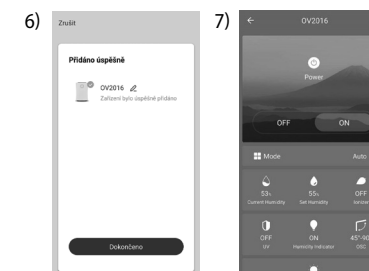 6)
Zrušit
Přidáno úspěšně
OV2016
Zařízení bylo úspěšně přidáno
Dokončeno
7)
OV2016
Power
OFF ON
Mode Auto
53% 55% OFF
Current Humidity Set Humidity Ionizer
OFF ON 45°-90
UV Humidity Indicator OSC